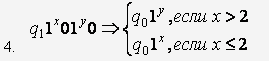 4. q₁1ˣ01ʸ0 ⇒ { q₀1ʸ, если x > 2
q₀1ˣ, если x ≤ 2